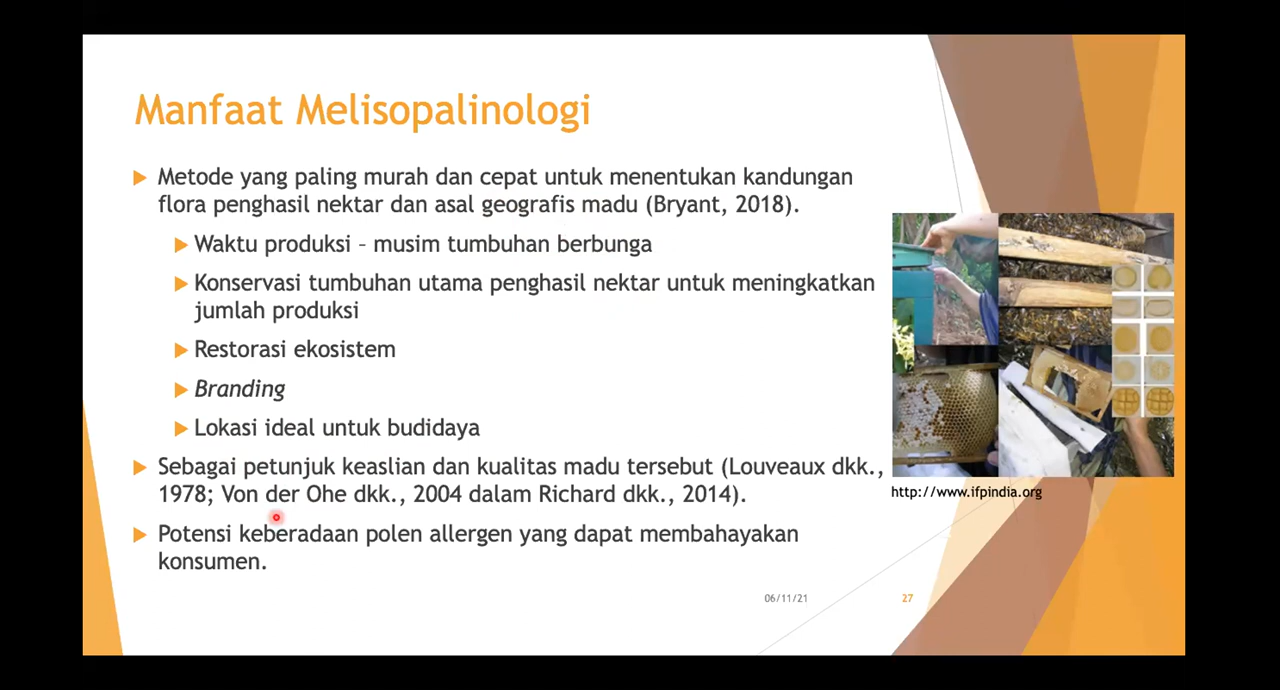 Manfaat Melisopalinologi
Metode yang paling murah dan cepat untuk menentukan kandungan
flora penghasil nektar dan asal geografis madu (Bryant, 2018).
Waktu produksi – musim tumbuhan berbunga
Konservasi tumbuhan utama penghasil nektar untuk meningkatkan
jumlah produksi
Restorasi ekosistem
Branding
Lokasi ideal untuk budidaya
Sebagai petunjuk keaslian dan kualitas madu tersebut (Louveaux dkk.,
1978; Von der Ohe dkk., 2004 dalam Richard dkk., 2014).
Potensi keberadaan polen allergen yang dapat membahayakan
konsumen.
http://www.ifpindia.org
06/11/21
27